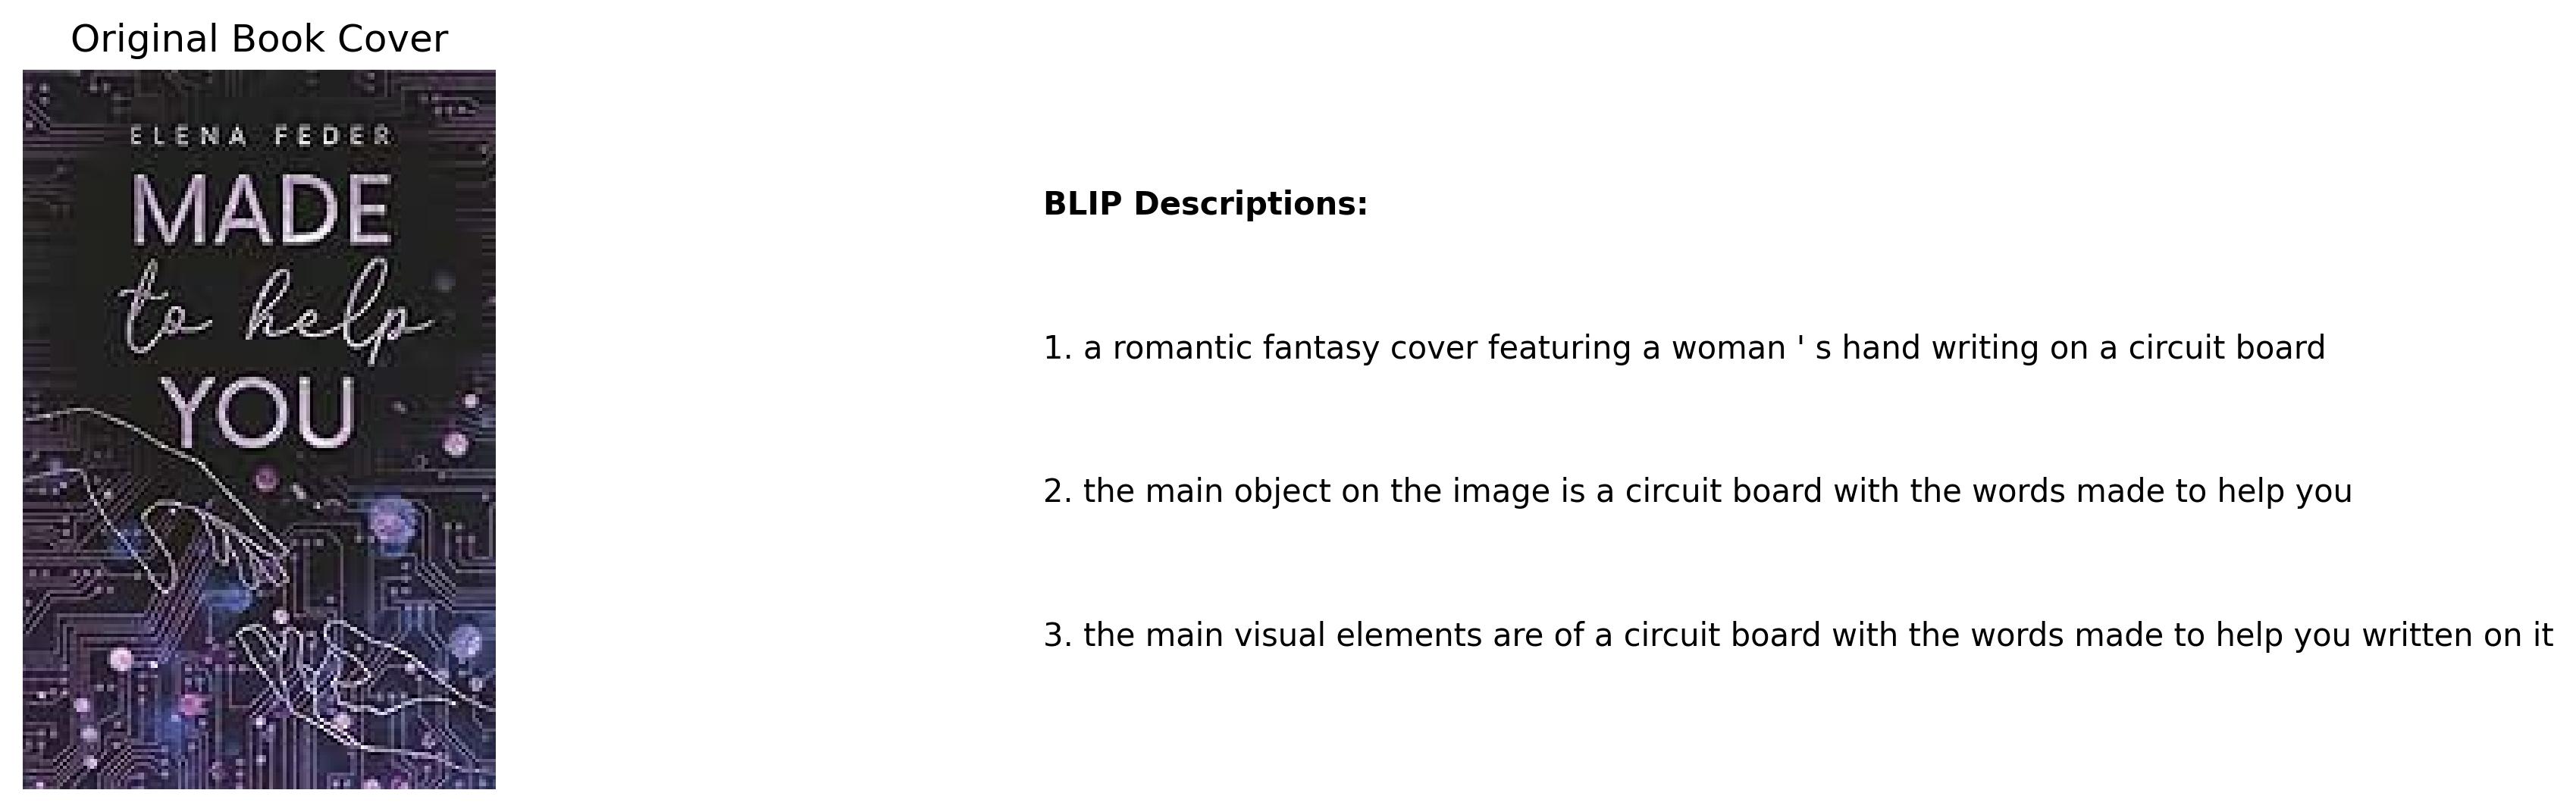 Original Book Cover
ELENA FEDER
MADE
to help
YOU
BLIP Descriptions:
1. a romantic fantasy cover featuring a woman ' s hand writing on a circuit board
2. the main object on the image is a circuit board with the words made to help you
3. the main visual elements are of a circuit board with the words made to help you written on it